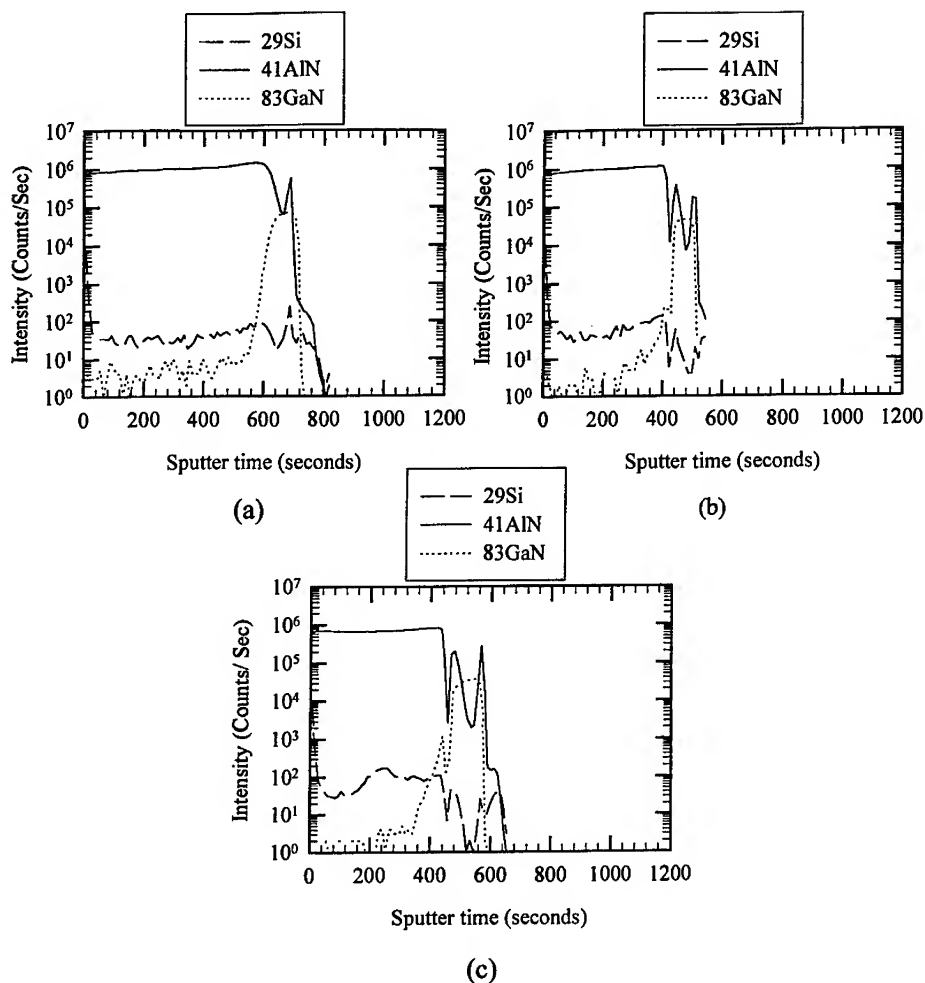 29Si
41AlN
83GaN
10⁷
10⁶
10⁵
10⁴
10³
10²
10¹
10⁰
Intensity (Counts/Sec)
0 200 400 600 800 1000 1200
Sputter time (seconds)
(a)
29Si
41AlN
83GaN
10⁷
10⁶
10⁵
10⁴
10³
10²
10¹
10⁰
Intensity (Counts/Sec)
0 200 400 600 800 1000 1200
Sputter time (seconds)
(b)
29Si
41AlN
83GaN
10⁷
10⁶
10⁵
10⁴
10³
10²
10¹
10⁰
Intensity (Counts/ Sec)
0 200 400 600 800 1000 1200
Sputter time (seconds)
(c)